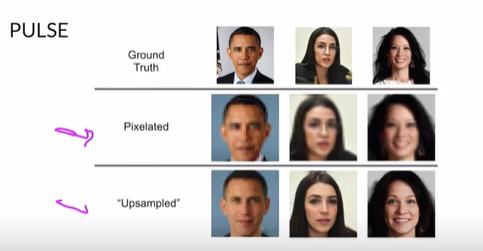 PULSE
Ground
Truth
Pixelated
“Upsampled”